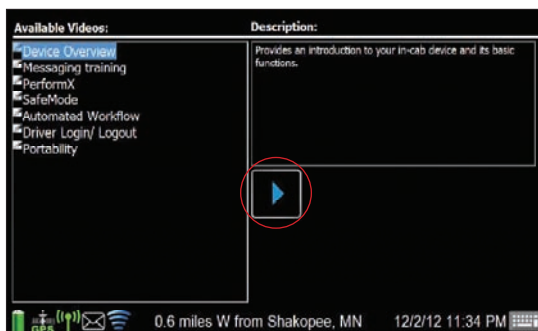 Available Videos:
Description:
Device Overview
Messaging training
PerformX
SafeMode
Automated Workflow
Driver Login/ Logout
Portability
Provides an introduction to your in-cab device and its basic
functions.
GPS
0.6 miles W from Shakopee, MN
12/2/12 11:34 PM